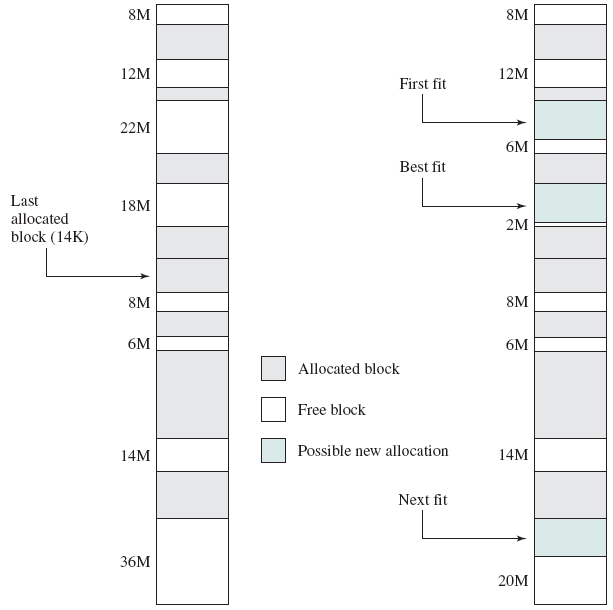 8M
12M
22M
18M
Last
allocated
block (14K)
8M
6M
14M
36M
Allocated block
Free block
Possible new allocation
8M
First fit
12M
6M
Best fit
2M
8M
6M
14M
Next fit
20M